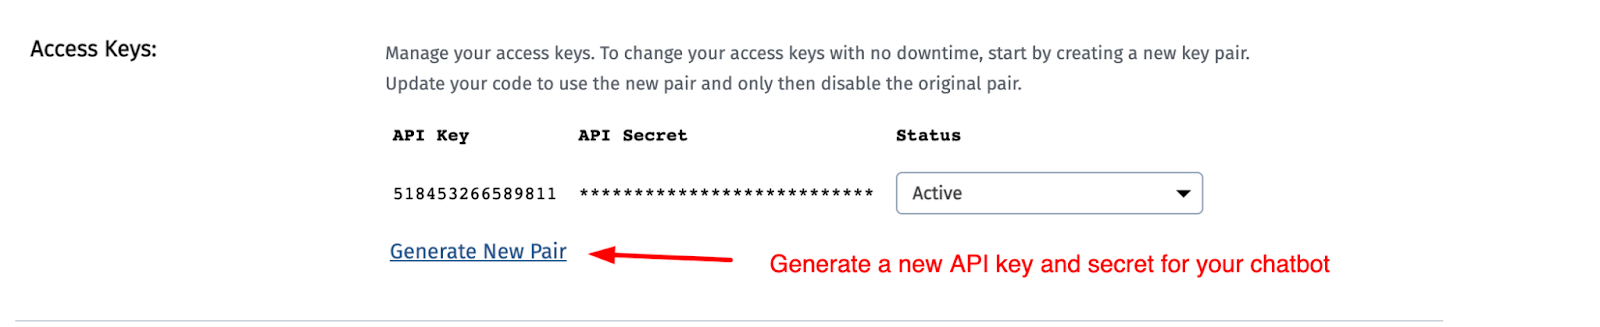 Access Keys:
Manage your access keys. To change your access keys with no downtime, start by creating a new key pair.
Update your code to use the new pair and only then disable the original pair.
API Key API Secret Status
518453266589811 *************************** Active
Generate New Pair
Generate a new API key and secret for your chatbot